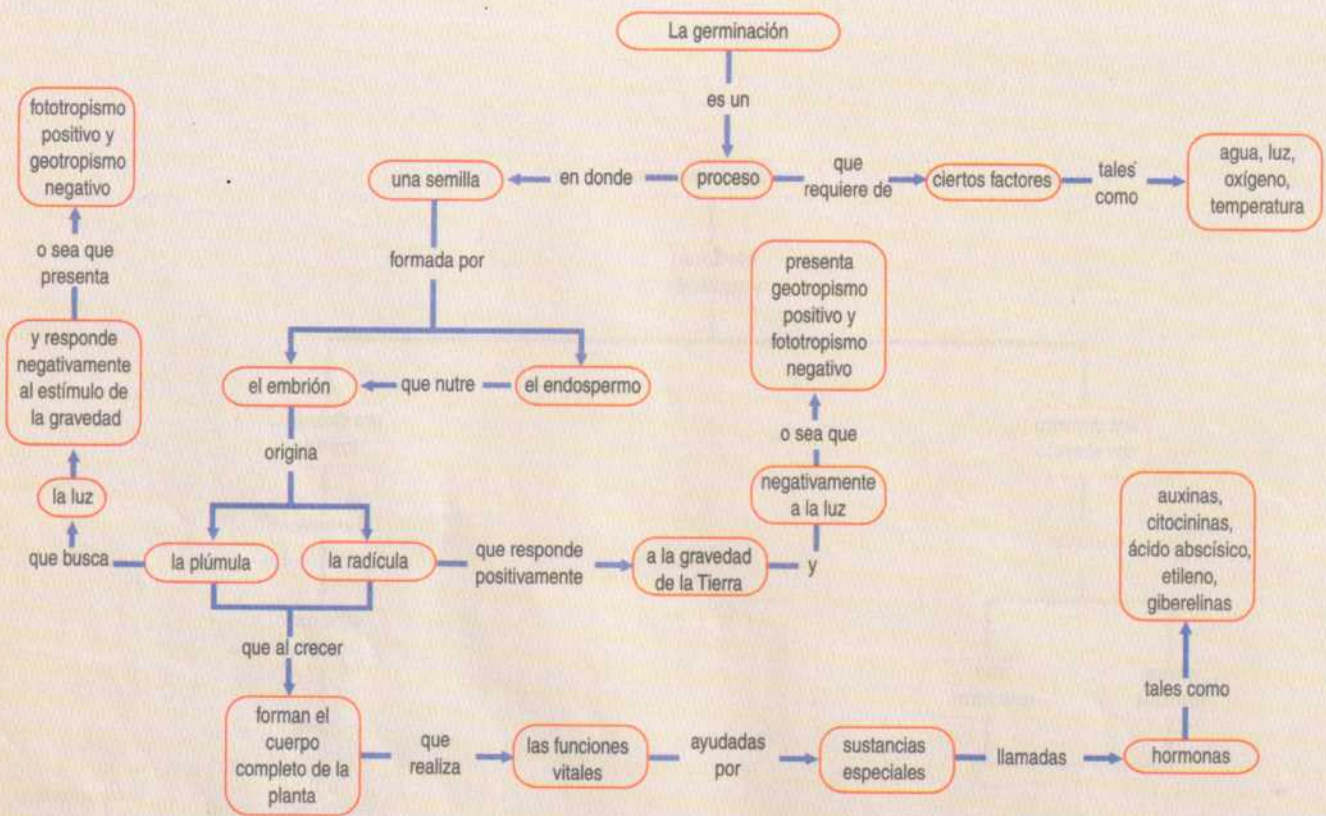 La germinación
es un
proceso
que
requiere de
ciertos factores
tales
como
agua, luz,
oxígeno,
temperatura
en donde
una semilla
formada por
el embrión
el endospermo
que nutre
origina
la plúmula
la radícula
que busca
la luz
y responde
negativamente
al estímulo de
la gravedad
o sea que
presenta
fototropismo
positivo y
geotropismo
negativo
que responde
positivamente
a la gravedad
de la Tierra
y
negativamente
a la luz
o sea que
presenta
geotropismo
positivo y
fototropismo
negativo
que al crecer
forman el
cuerpo
completo de la
planta
que
realiza
las funciones
vitales
ayudadas
por
sustancias
especiales
llamadas
hormonas
tales como
auxinas,
citocininas,
ácido abscísico,
etileno,
giberelinas